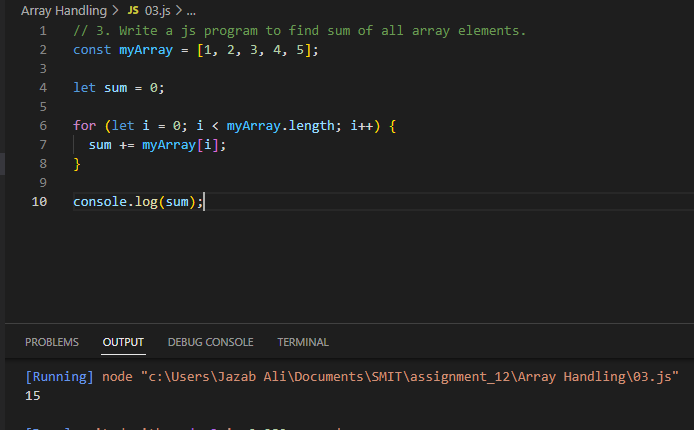 Array Handling > JS 03.js > ...
1 // 3. Write a js program to find sum of all array elements.
2 const myArray = [1, 2, 3, 4, 5];
3
4 let sum = 0;
5
6 for (let i = 0; i < myArray.length; i++) {
7   sum += myArray[i];
8 }
9
10 console.log(sum);
PROBLEMS OUTPUT DEBUG CONSOLE TERMINAL
[Running] node "c:\Users\Jazab Ali\Documents\SMIT\assignment_12\Array Handling\03.js"
15